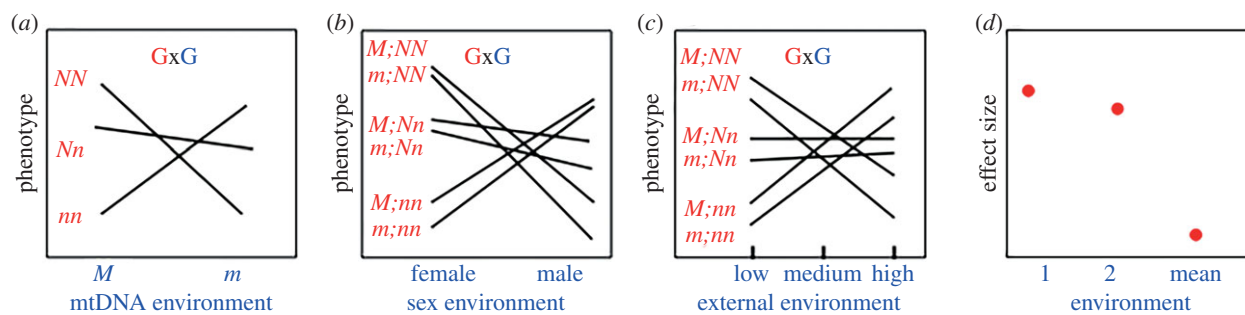 (a)
GxG
NN
Nn
nn
phenotype
M m
mtDNA environment
(b)
GxG
M;NN
m;NN
M;Nn
m;Nn
M;nn
m;nn
phenotype
female male
sex environment
(c)
GxG
M;NN
m;NN
M;Nn
m;Nn
M;nn
m;nn
phenotype
low medium high
external environment
(d)
effect size
1 2 mean
environment